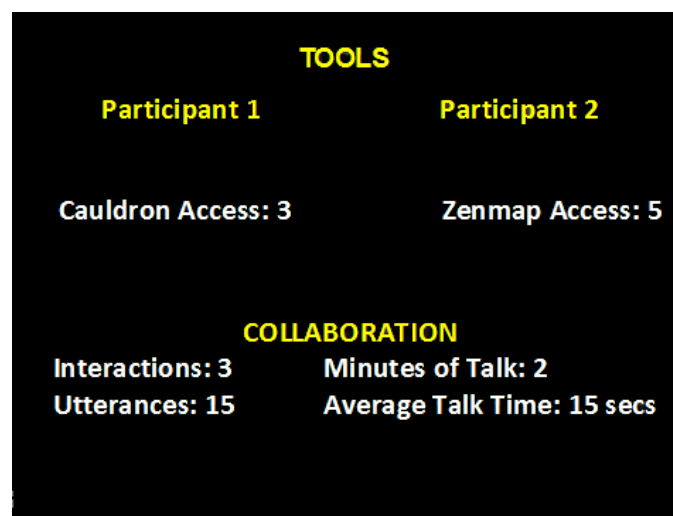 TOOLS
Participant 1 Participant 2
Cauldron Access: 3 Zenmap Access: 5
COLLABORATION
Interactions: 3 Minutes of Talk: 2
Utterances: 15 Average Talk Time: 15 secs